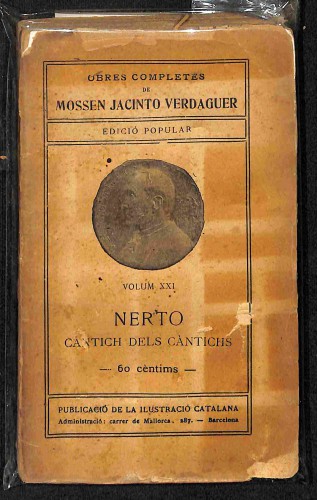 OBRES COMPLETES
DE
MOSSEN JACINTO VERDAGUER
EDICIÓ POPULAR
VOLUM XXI
NERTO
CÀNTICH DELS CÀNTICHS
— 60 cèntims —
PUBLICACIÓ DE LA ILUSTRACIÓ CATALANA
Administració: carrer de Mallorca, 287. — Barcelona